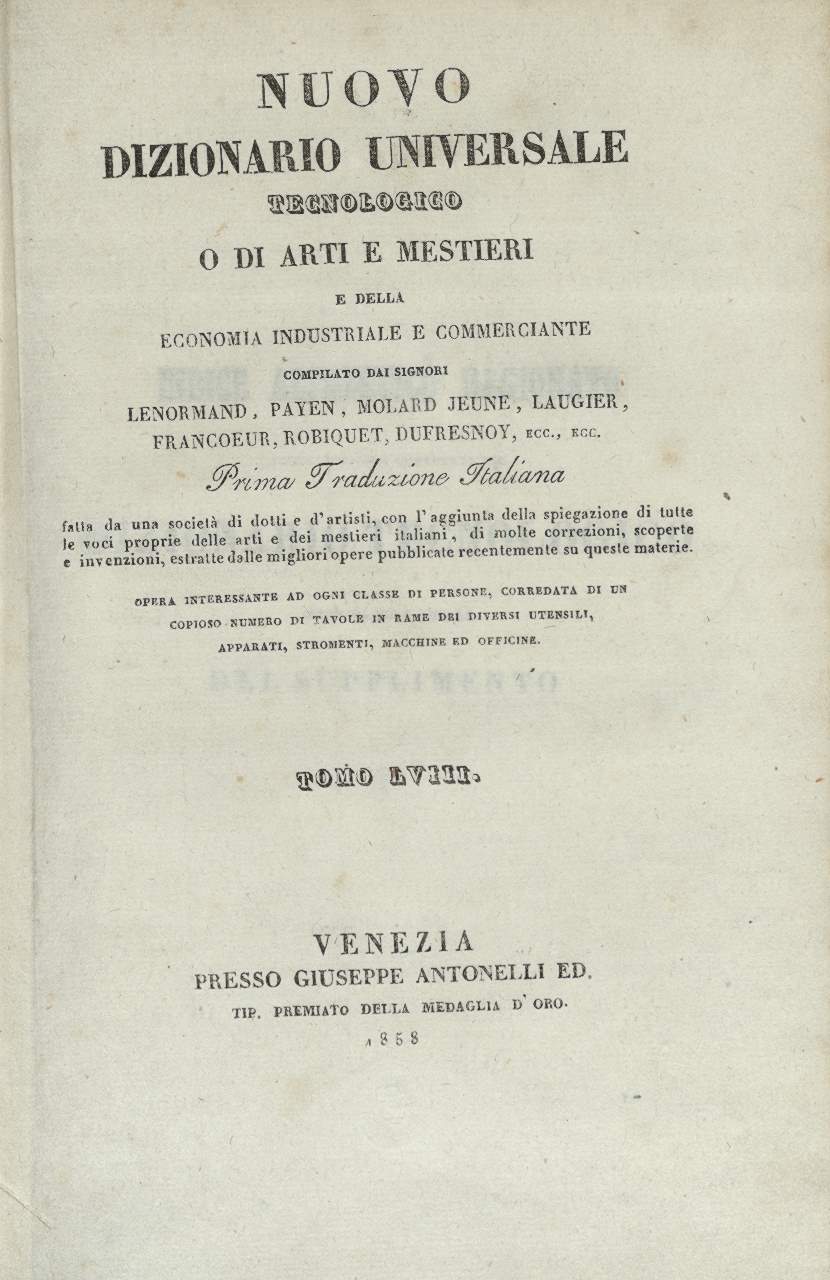 NUOVO
DIZIONARIO UNIVERSALE
TECNOLOGICO
O DI ARTI E MESTIERI
E DELLA
ECONOMIA INDUSTRIALE E COMMERCIANTE
COMPILATO DAI SIGNORI
LENORMAND, PAYEN, MOLARD JEUNE, LAUGIER,
FRANCOEUR, ROBIQUET, DUFRESNOY, ECC., ECC.
Prima Traduzione Italiana
fatta da una società di dotti e d'artisti, con l'aggiunta della spiegazione di tutte
le voci proprie delle arti e dei mestieri italiani, di molte correzioni, scoperte
e invenzioni, estratte dalle migliori opere pubblicate recentemente su queste materie.
OPERA INTERESSANTE AD OGNI CLASSE DI PERSONE, CORREDATA DI UN
COPIOSO NUMERO DI TAVOLE IN RAME DEI DIVERSI UTENSILI,
APPARATI, STROMENTI, MACCHINE ED OFFICINE.
TOMO LVIII.
VENEZIA
PRESSO GIUSEPPE ANTONELLI ED.
TIP. PREMIATO DELLA MEDAGLIA D'ORO.
1858